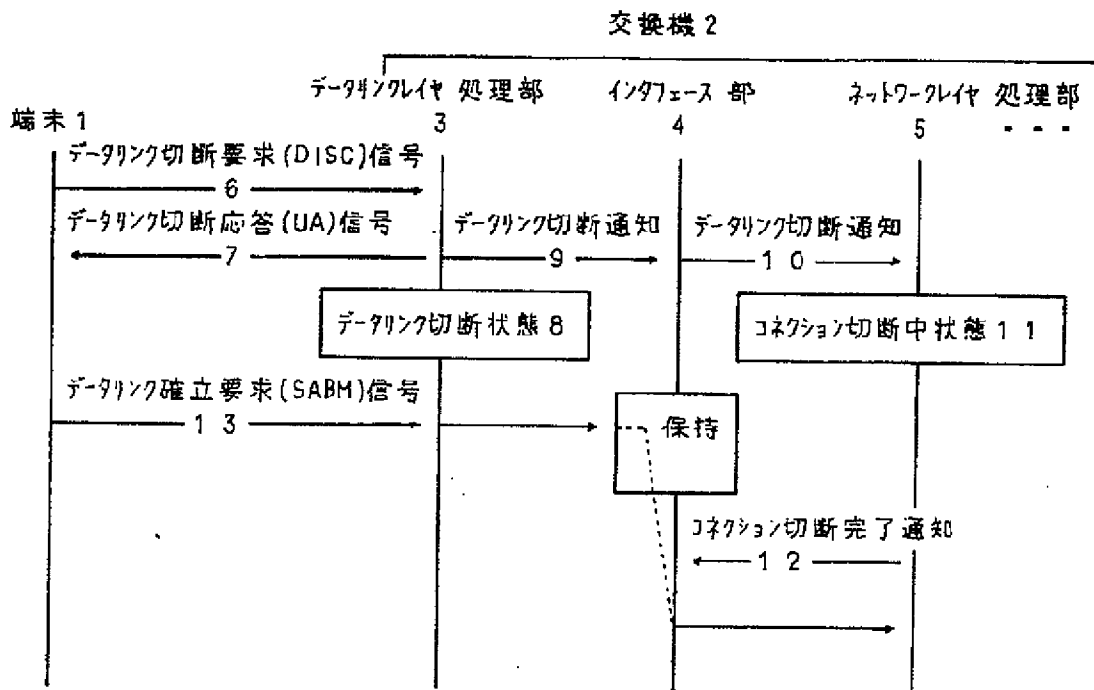 交換機2
データリンクレイヤ 処理部
インタフェース 部
ネットワークレイヤ 処理部
端末1
3
4
5
データリンク切断要求(DISC)信号
6
データリンク切断応答(UA)信号
7
データリンク切断通知
9
データリンク切断通知
10
データリンク切断状態8
コネクション切断中状態11
データリンク確立要求(SABM)信号
13
保持
コネクション切断完了通知
12